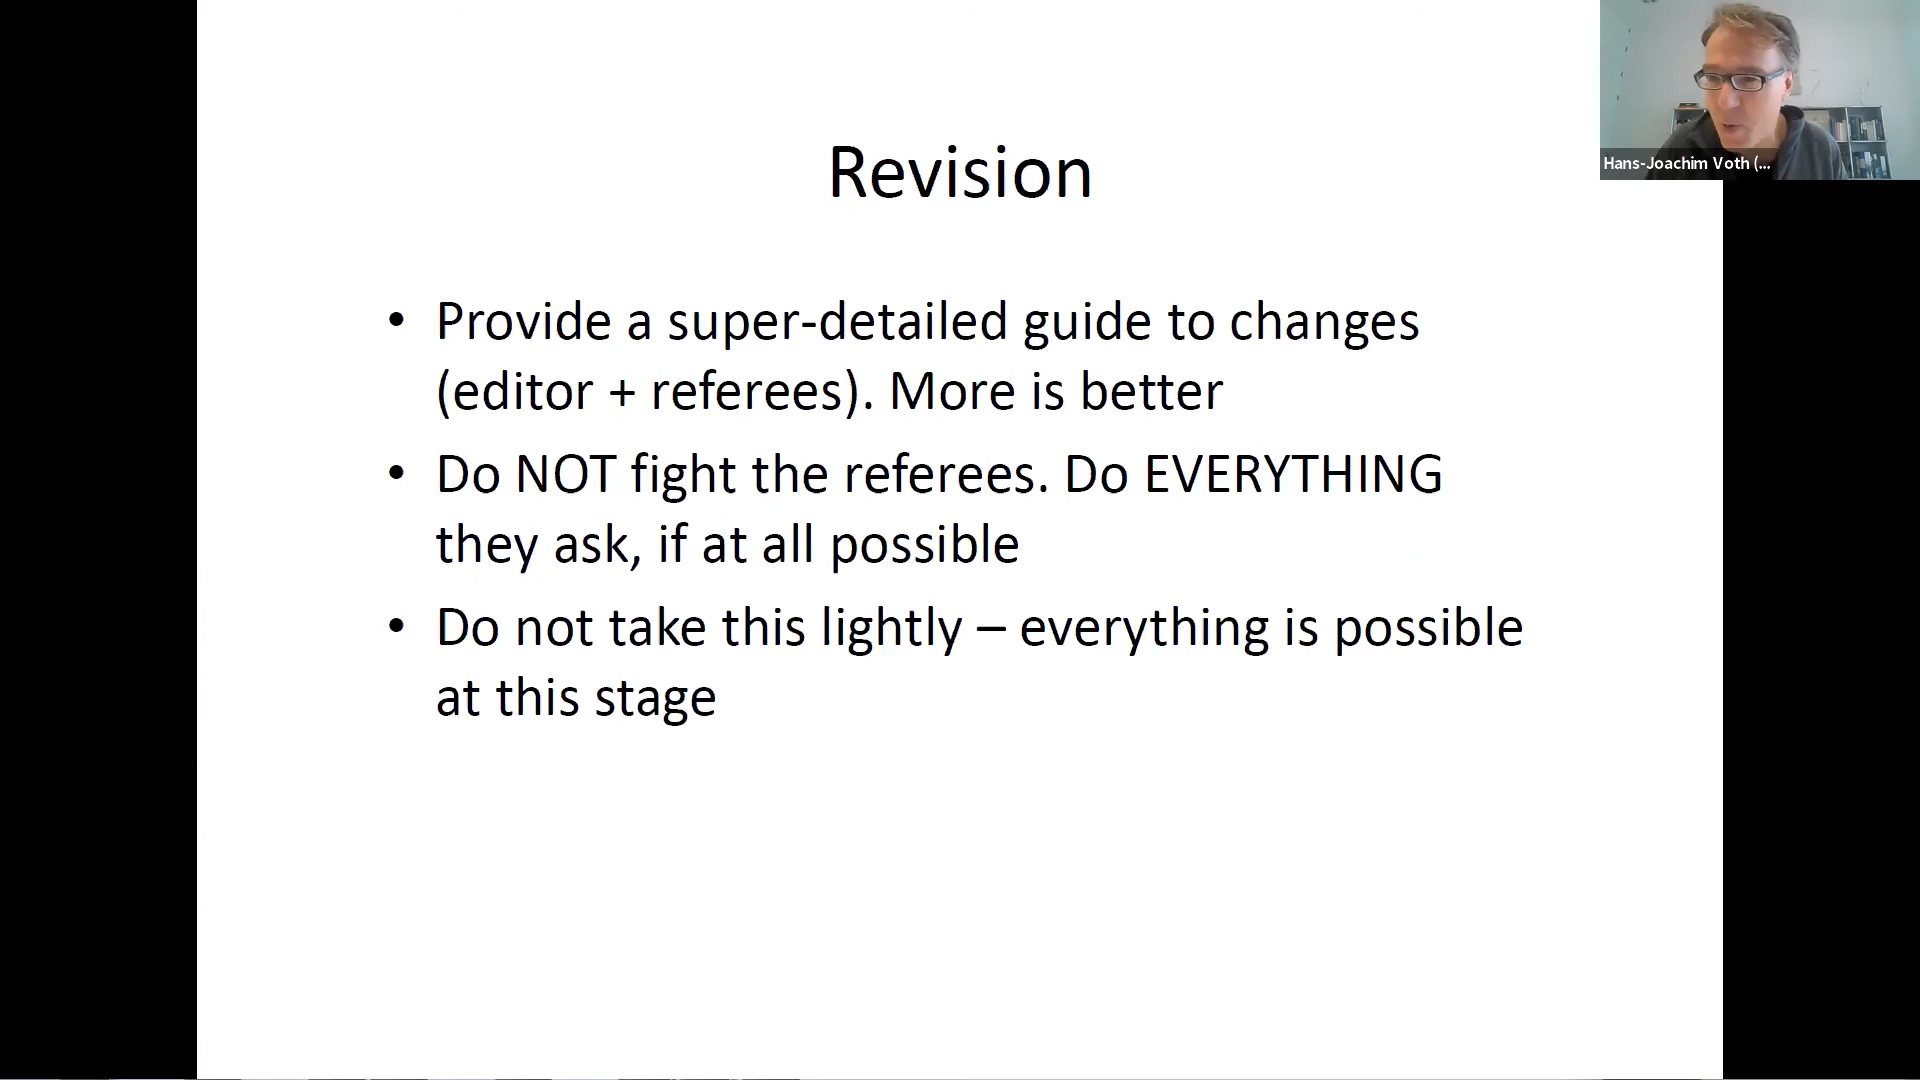 Revision
• Provide a super-detailed guide to changes
(editor + referees). More is better
• Do NOT fight the referees. Do EVERYTHING
they ask, if at all possible
• Do not take this lightly – everything is possible
at this stage
Hans-Joachim Voth (...